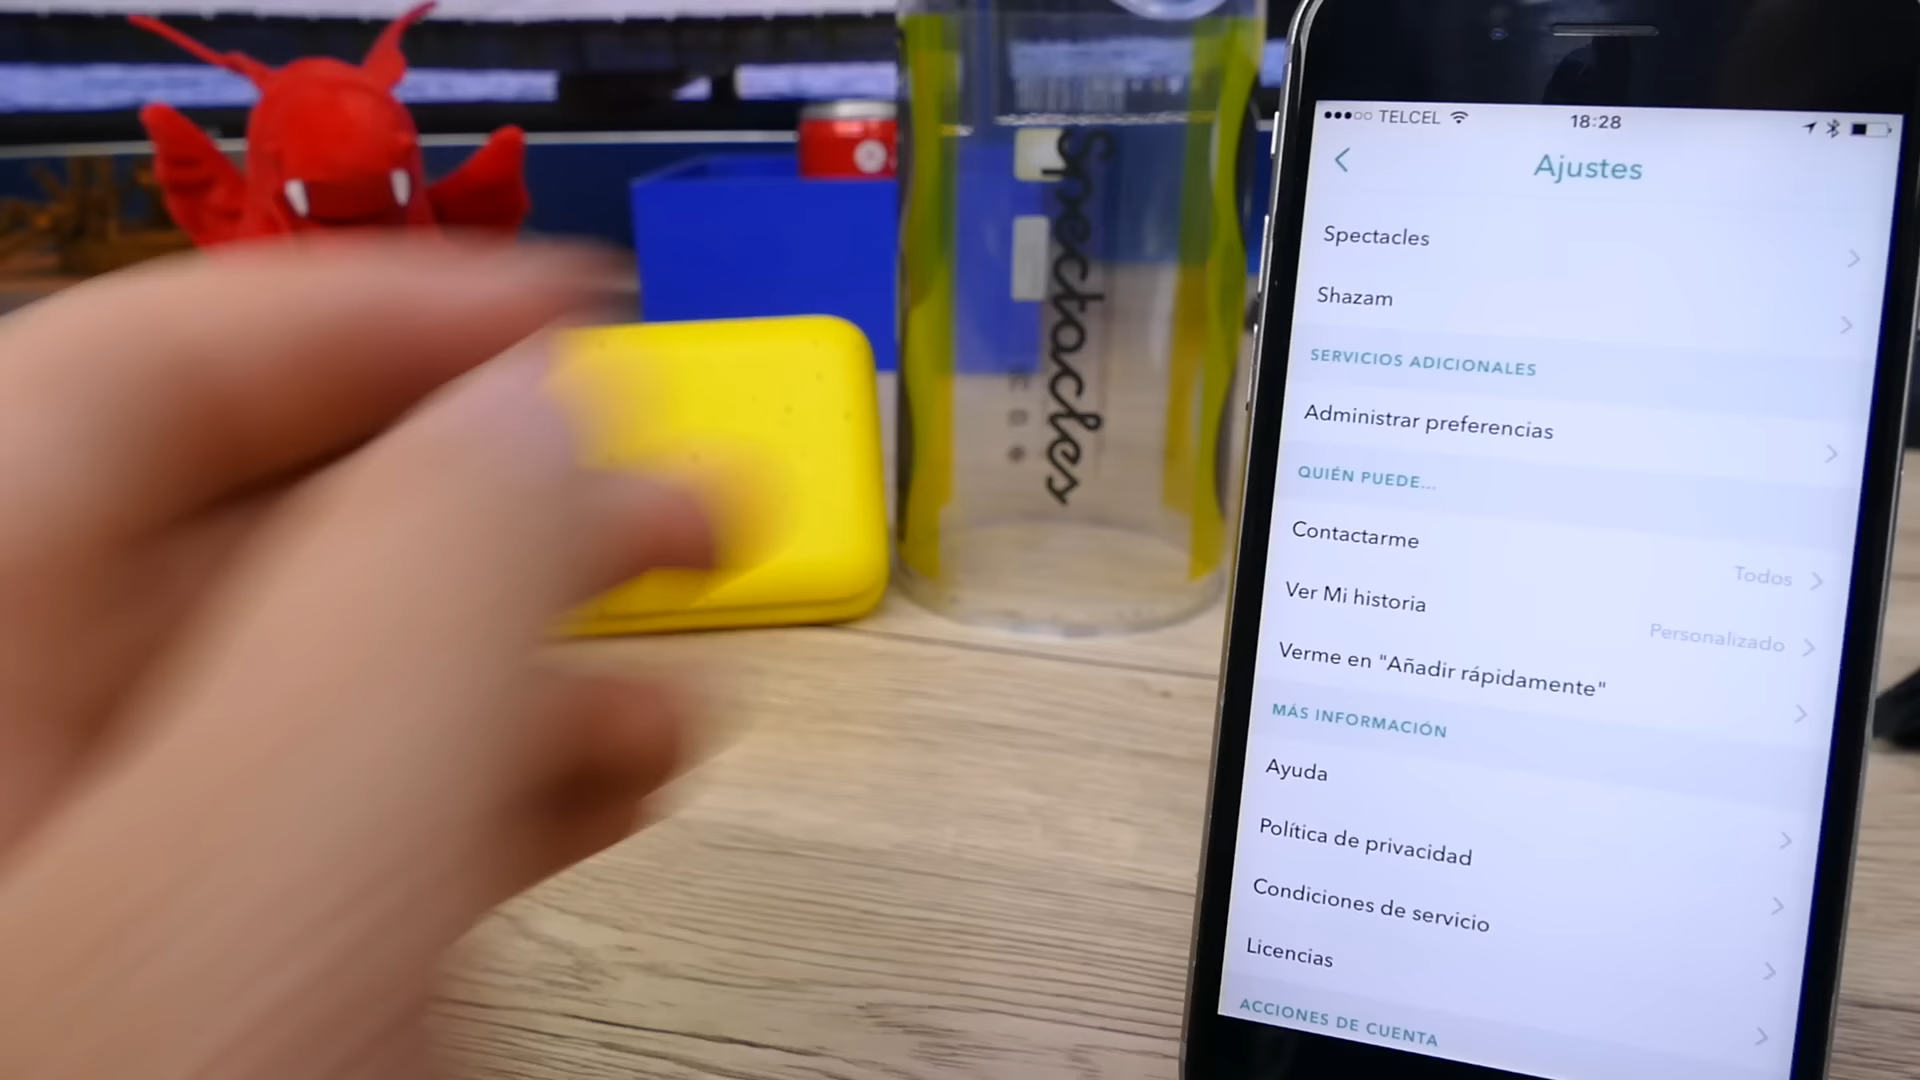 Spectacles
TELCEL
18:28
Ajustes
Spectacles
Shazam
SERVICIOS ADICIONALES
Administrar preferencias
QUIÉN PUEDE...
Contactarme
Todos
Ver Mi historia
Personalizado
Verme en "Añadir rápidamente"
MÁS INFORMACIÓN
Ayuda
Política de privacidad
Condiciones de servicio
Licencias
ACCIONES DE CUENTA